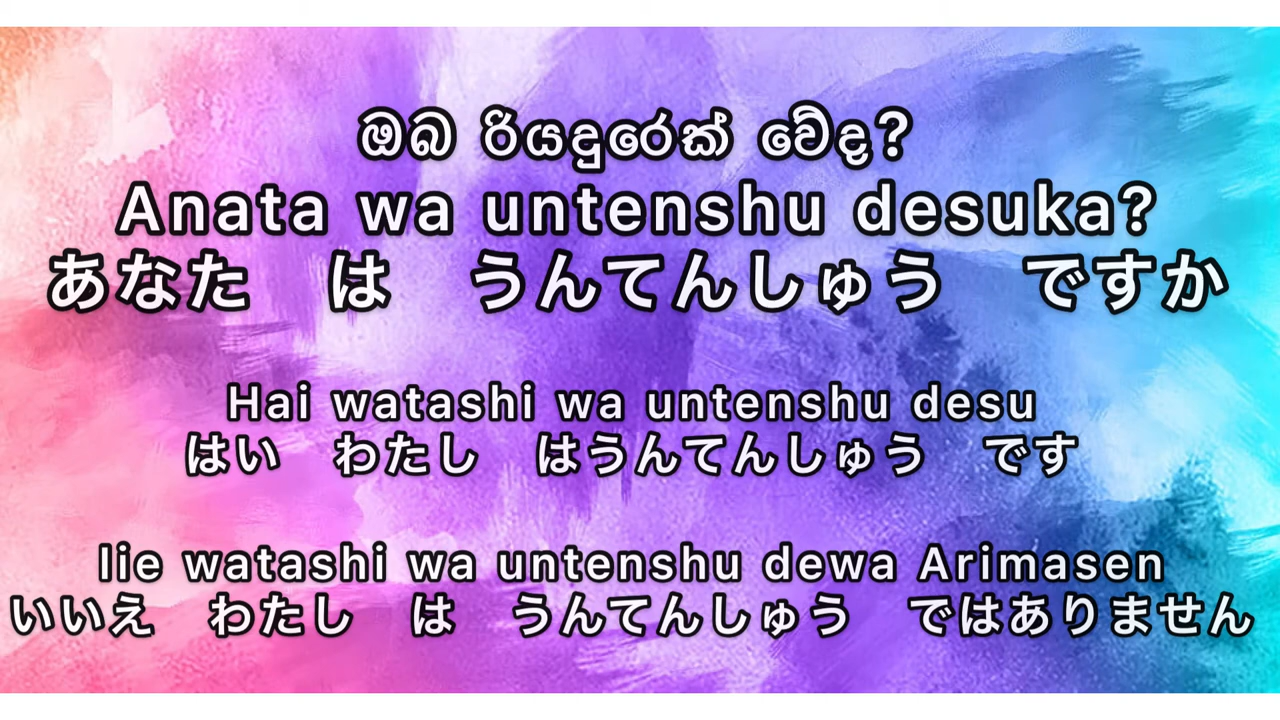 ඔබ රියදුරෙක් වේද?
Anata wa untenshu desuka?
あなた　は　うんてんしゅう　ですか
Hai watashi wa untenshu desu
はい　わたし　はうんてんしゅう　です
Iie watashi wa untenshu dewa Arimasen
いいえ　わたし　は　うんてんしゅう　ではありません